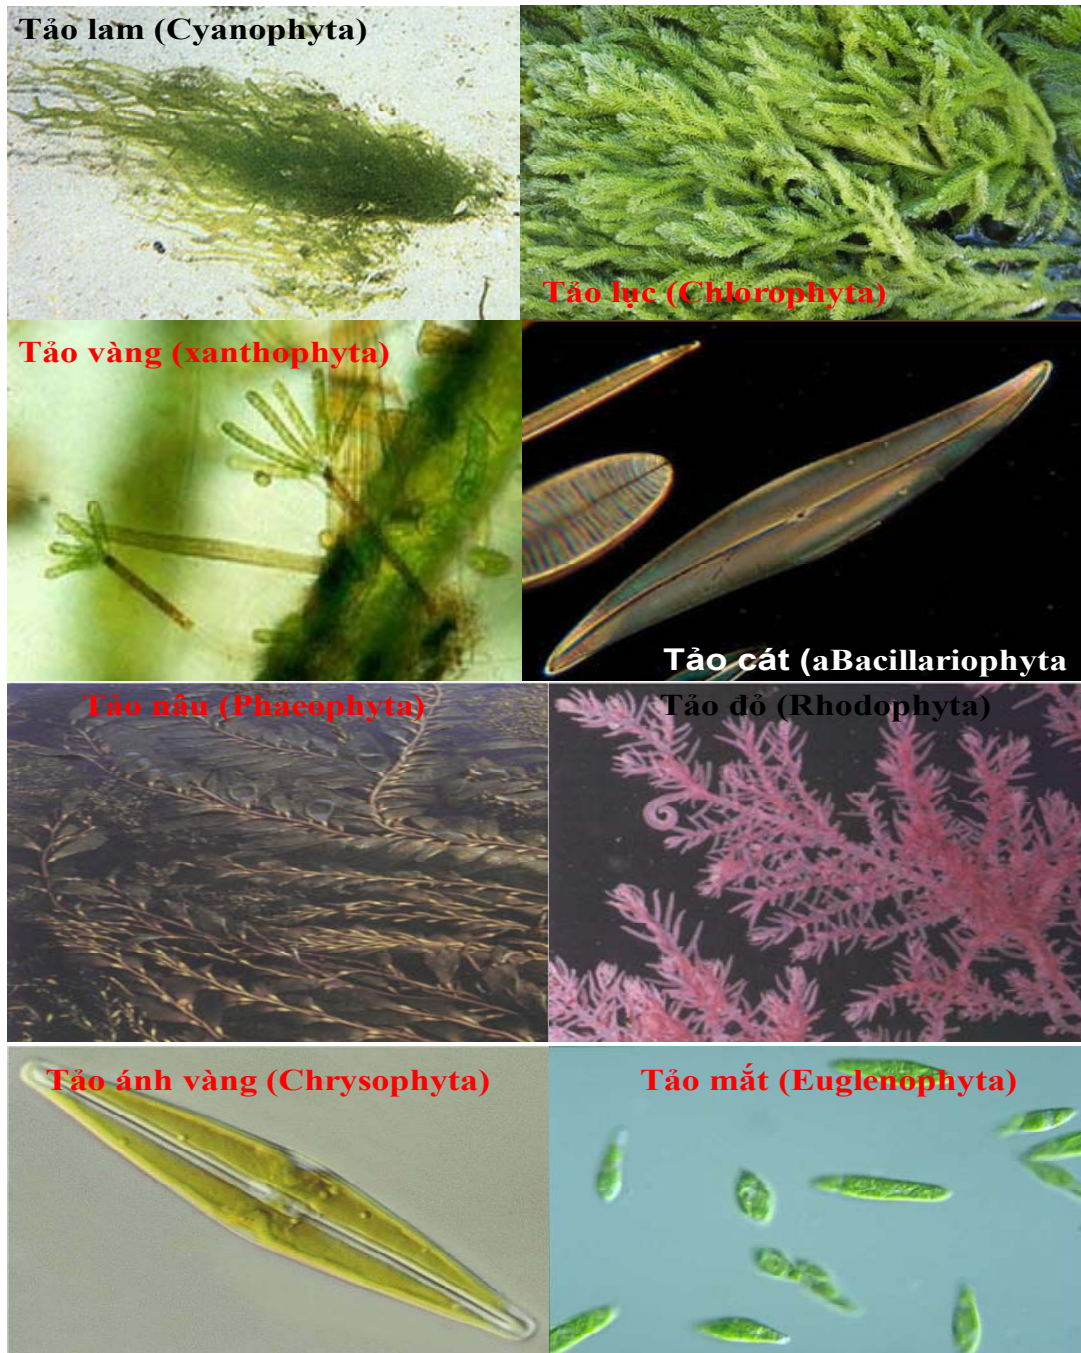 Tảo lam (Cyanophyta)
Tảo lục (Chlorophyta)
Tảo vàng (xanthophyta)
Tảo cát (aBacillariophyta
Tảo nâu (Phaeophyta)
Tảo đỏ (Rhodophyta)
Tảo ánh vàng (Chrysophyta)
Tảo mắt (Euglenophyta)